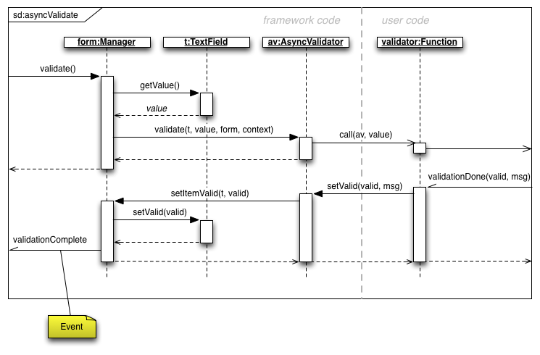 sd:asyncValidate
framework code
user code
form:Manager
t:TextField
av:AsyncValidator
validator:Function
validate()
getValue()
value
validate(t, value, form, context)
call(av, value)
validationDone(valid, msg)
setValid(valid, msg)
setItemValid(t, valid)
setValid(valid)
validationComplete
Event